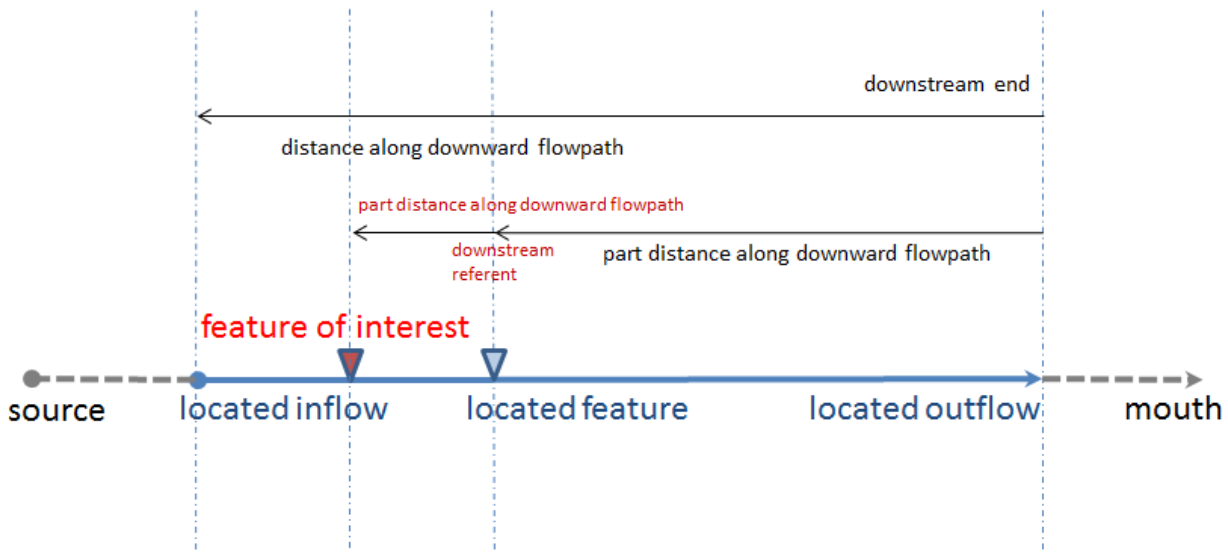 downstream end
distance along downward flowpath
part distance along downward flowpath
downstream
referent
part distance along downward flowpath
feature of interest
source
located inflow
located feature
located outflow
mouth